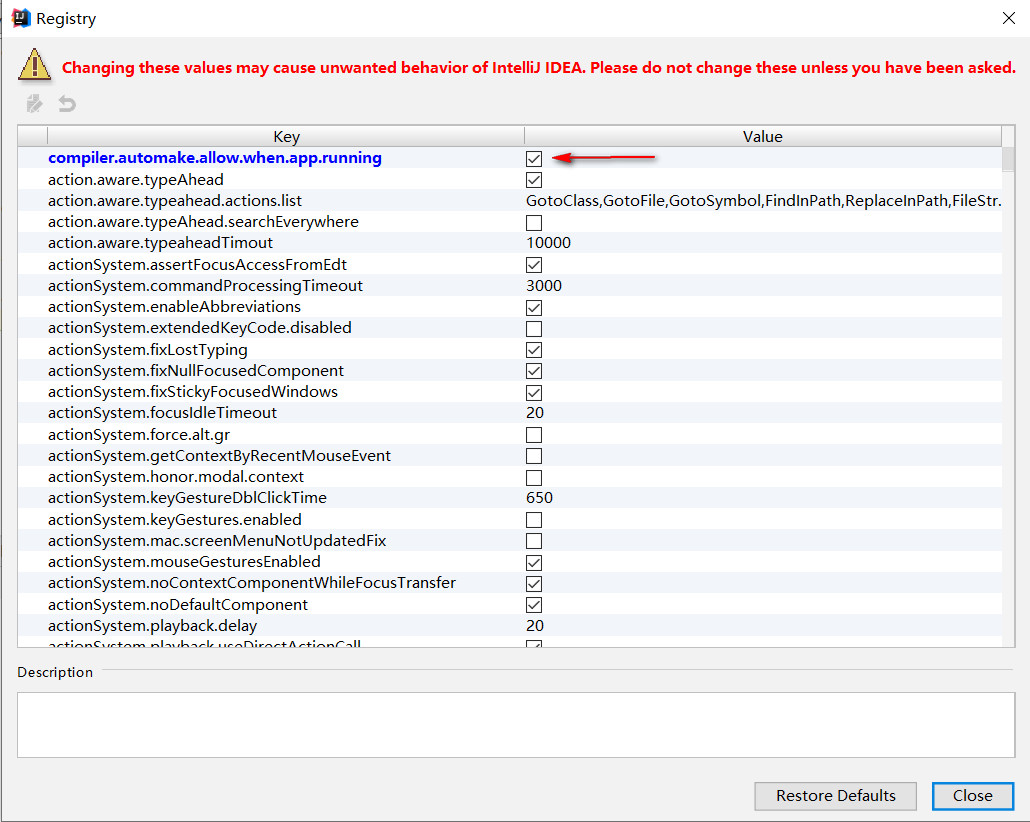 Registry
Changing these values may cause unwanted behavior of IntelliJ IDEA. Please do not change these unless you have been asked.
Key Value
compiler.automake.allow.when.app.running
action.aware.typeAhead
action.aware.typeahead.actions.list GotoClass,GotoFile,GotoSymbol,FindInPath,ReplaceInPath,FileStr.
action.aware.typeAhead.searchEverywhere
action.aware.typeaheadTimout 10000
actionSystem.assertFocusAccessFromEdt
actionSystem.commandProcessingTimeout 3000
actionSystem.enableAbbreviations
actionSystem.extendedKeyCode.disabled
actionSystem.fixLostTyping
actionSystem.fixNullFocusedComponent
actionSystem.fixStickyFocusedWindows
actionSystem.focusIdleTimeout 20
actionSystem.force.alt.gr
actionSystem.getContextByRecentMouseEvent
actionSystem.honor.modal.context
actionSystem.keyGestureDblClickTime 650
actionSystem.keyGestures.enabled
actionSystem.mac.screenMenuNotUpdatedFix
actionSystem.mouseGesturesEnabled
actionSystem.noContextComponentWhileFocusTransfer
actionSystem.noDefaultComponent
actionSystem.playback.delay 20
actionSystem.playback.useDirectActionCall
Description
Restore Defaults Close